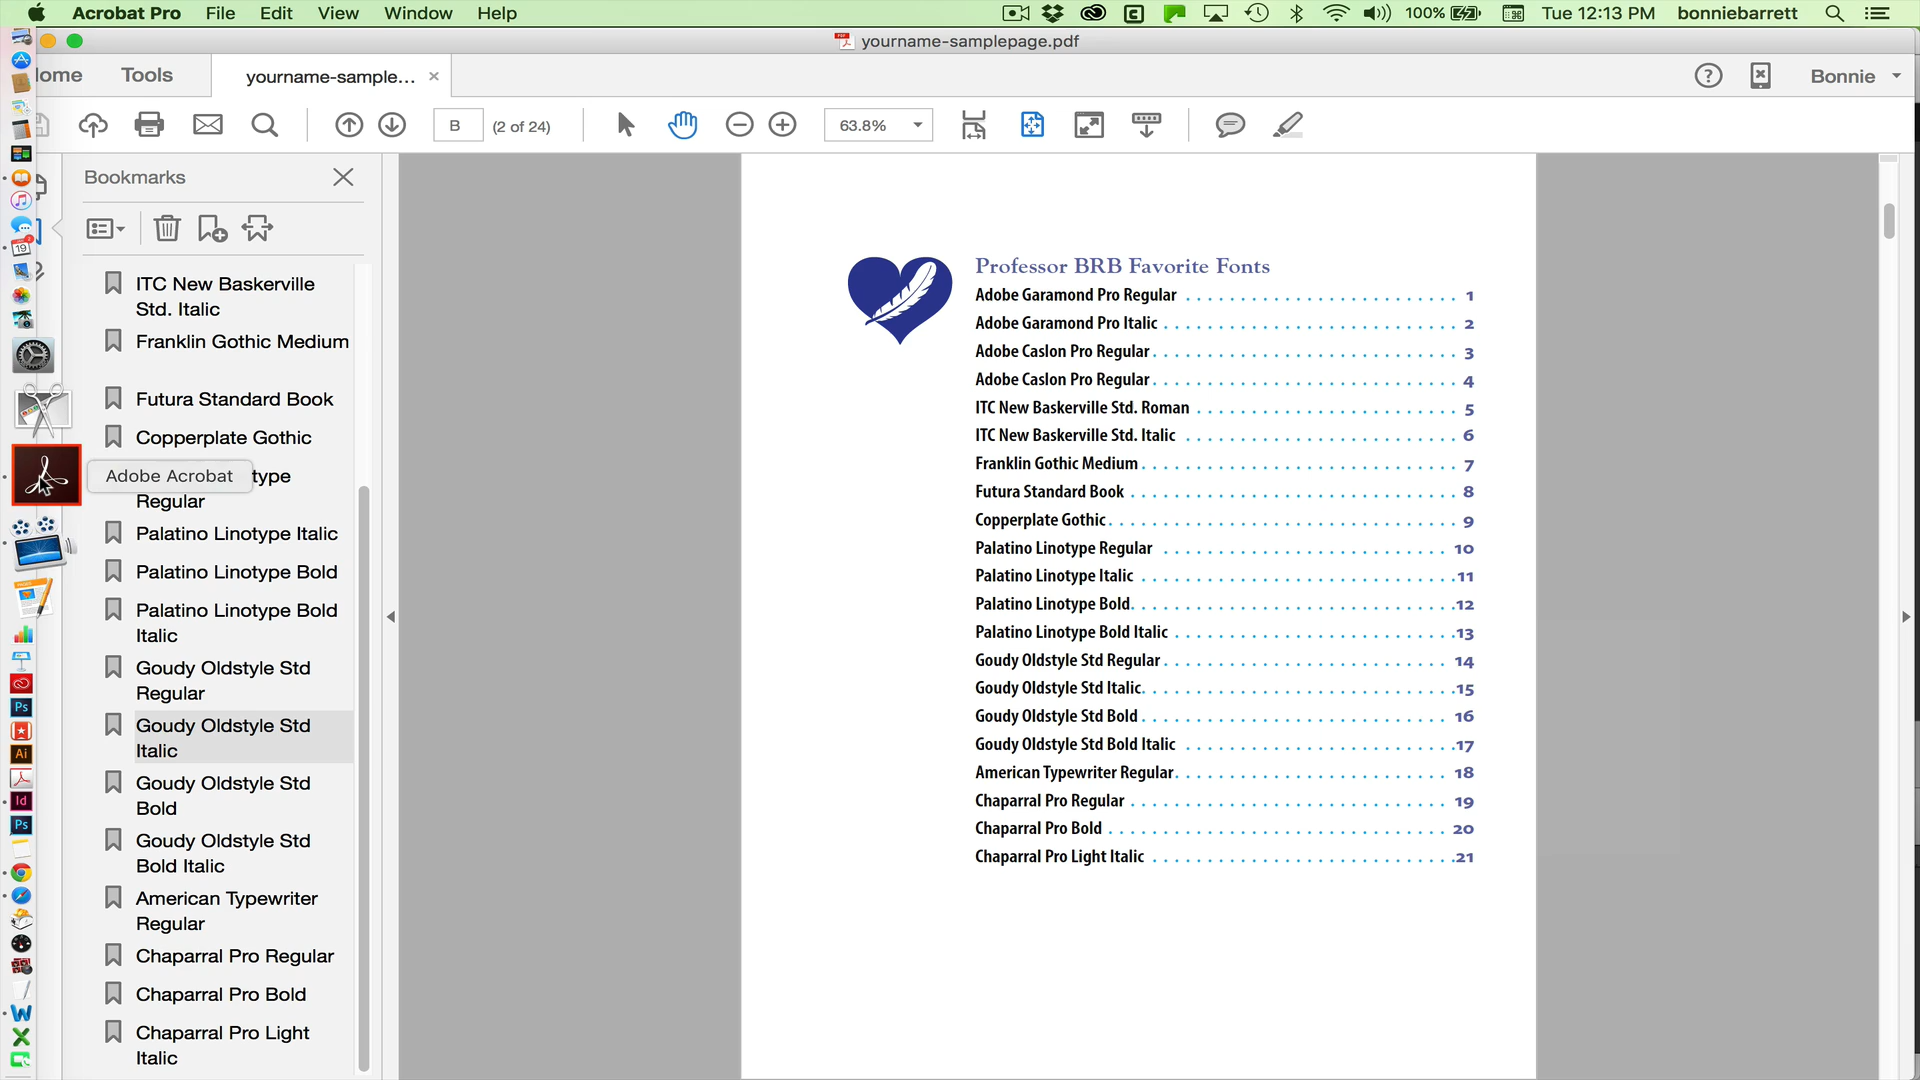 Acrobat Pro File Edit View Window Help 100% Tue 12:13 PM bonniebarrett
yourname-samplepage.pdf
ome Tools yourname-sample... × Bonnie
B (2 of 24) 63.8%
Bookmarks
ITC New Baskerville
Std. Italic
Franklin Gothic Medium
Futura Standard Book
Copperplate Gothic
Adobe Acrobat type
Regular
Palatino Linotype Italic
Palatino Linotype Bold
Palatino Linotype Bold
Italic
Goudy Oldstyle Std
Regular
Goudy Oldstyle Std
Italic
Goudy Oldstyle Std
Bold
Goudy Oldstyle Std
Bold Italic
American Typewriter
Regular
Chaparral Pro Regular
Chaparral Pro Bold
Chaparral Pro Light
Italic
19
Ps
Ai
Id
Ps
W
X
Professor BRB Favorite Fonts
Adobe Garamond Pro Regular 1
Adobe Garamond Pro Italic 2
Adobe Caslon Pro Regular 3
Adobe Caslon Pro Regular 4
ITC New Baskerville Std. Roman 5
ITC New Baskerville Std. Italic 6
Franklin Gothic Medium 7
Futura Standard Book 8
Copperplate Gothic 9
Palatino Linotype Regular 10
Palatino Linotype Italic 11
Palatino Linotype Bold 12
Palatino Linotype Bold Italic 13
Goudy Oldstyle Std Regular 14
Goudy Oldstyle Std Italic 15
Goudy Oldstyle Std Bold 16
Goudy Oldstyle Std Bold Italic 17
American Typewriter Regular 18
Chaparral Pro Regular 19
Chaparral Pro Bold 20
Chaparral Pro Light Italic 21